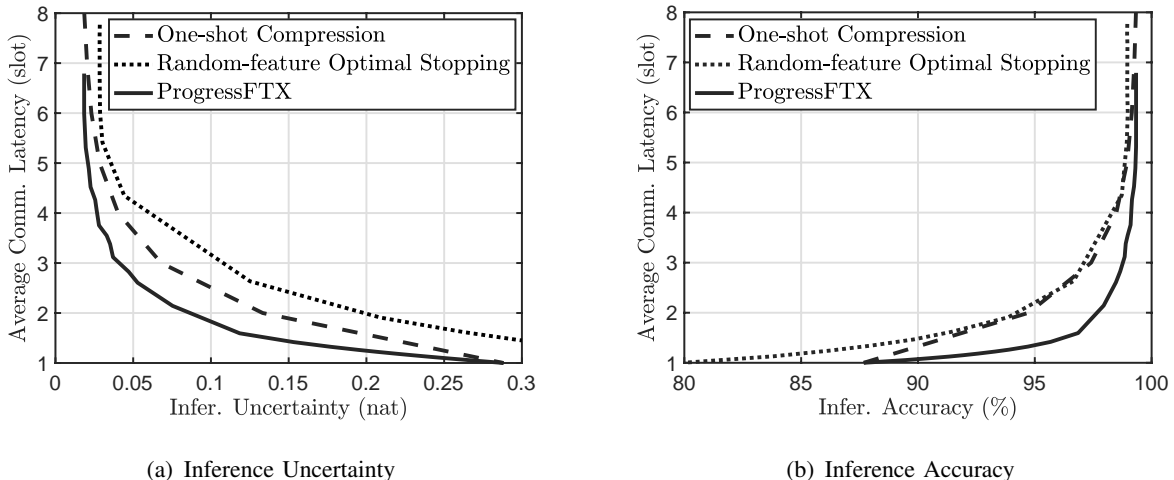 8
7
6
5
4
3
2
1
Average Comm. Latency (slot)
One-shot Compression
Random-feature Optimal Stopping
ProgressFTX
0 0.05 0.1 0.15 0.2 0.25 0.3
Infer. Uncertainty (nat)
(a) Inference Uncertainty
8
7
6
5
4
3
2
1
Average Comm. Latency (slot)
One-shot Compression
Random-feature Optimal Stopping
ProgressFTX
80 85 90 95 100
Infer. Accuracy (%)
(b) Inference Accuracy